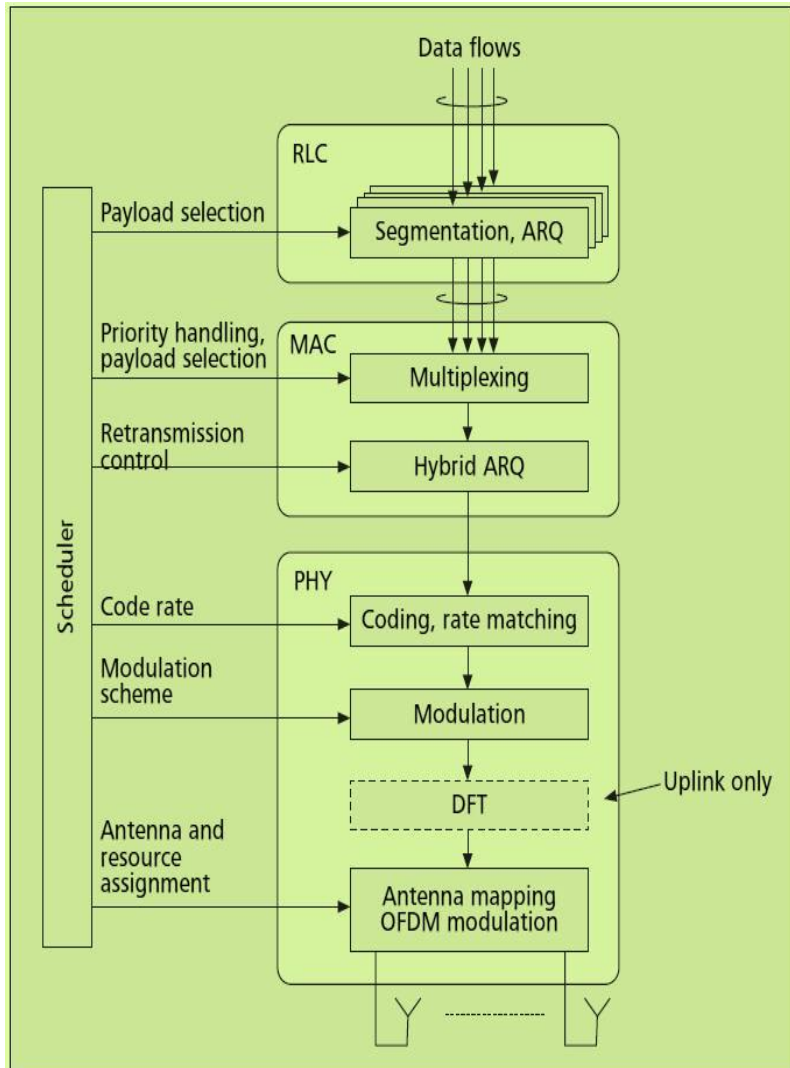 Data flows
RLC
Payload selection
Segmentation, ARQ
Priority handling,
payload selection
MAC
Multiplexing
Retransmission
control
Hybrid ARQ
Scheduler
PHY
Code rate
Coding, rate matching
Modulation
scheme
Modulation
Uplink only
DFT
Antenna and
resource
assignment
Antenna mapping
OFDM modulation